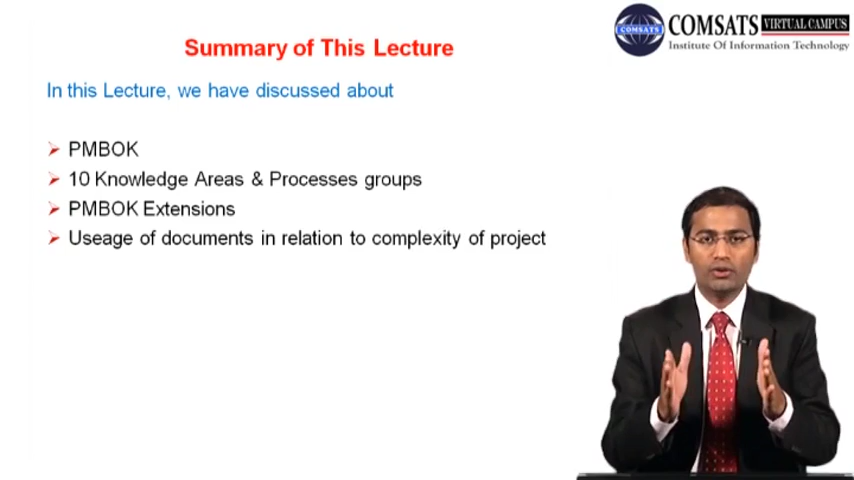 Summary of This Lecture
COMSATS
COMSATS VIRTUAL CAMPUS
Institute Of Information Technology
In this Lecture, we have discussed about
PMBOK
10 Knowledge Areas & Processes groups
PMBOK Extensions
Useage of documents in relation to complexity of project